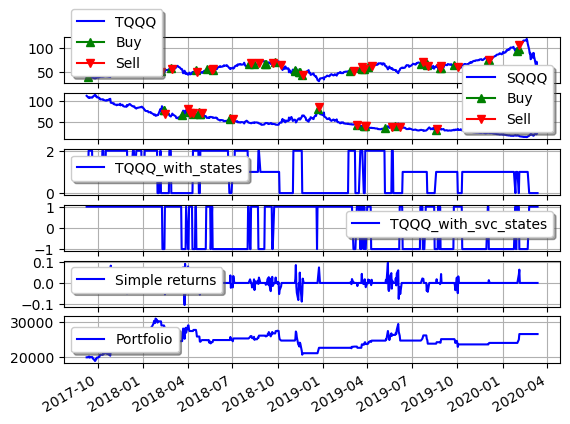 TQQQ
Buy
Sell
100
50
SQQQ
Buy
Sell
100
50
2
0
TQQQ_with_states
1
0
−1
TQQQ_with_svc_states
0.1
0.0
−0.1
Simple returns
30000
20000
Portfolio
2017-10
2018-01
2018-04
2018-07
2018-10
2019-01
2019-04
2019-07
2019-10
2020-01
2020-04